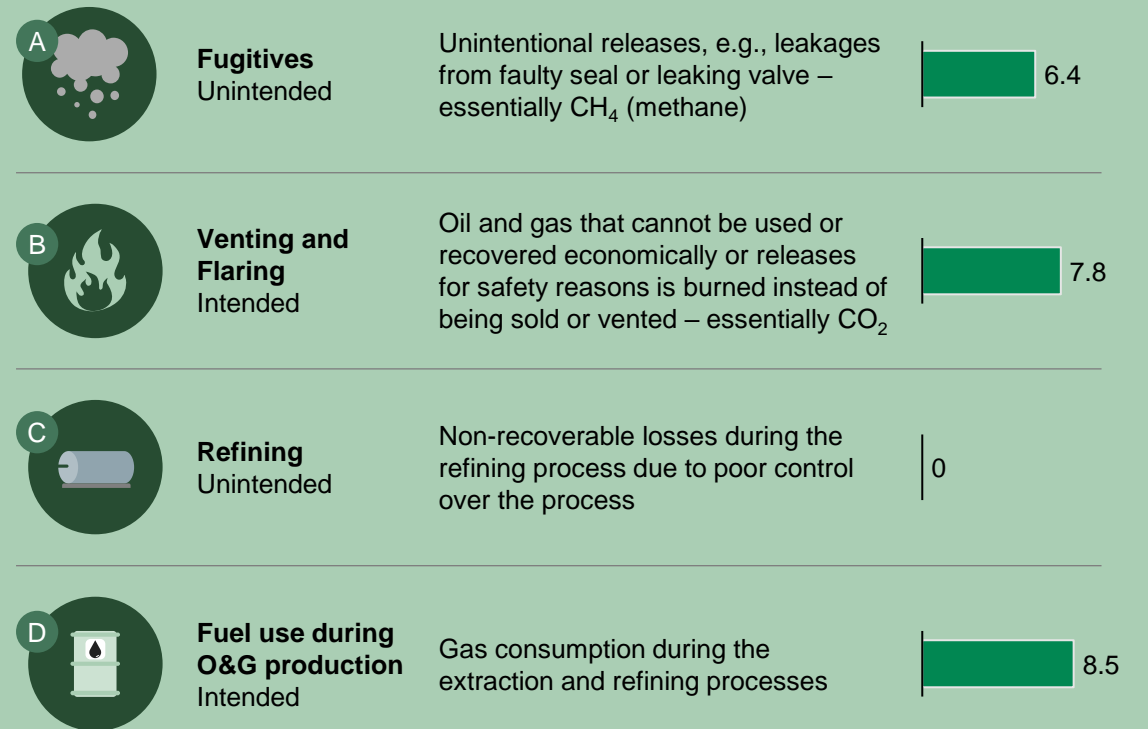 A
Fugitives
Unintended
Unintentional releases, e.g., leakages
from faulty seal or leaking valve –
essentially CH₄ (methane)
6.4
B
Venting and
Flaring
Intended
Oil and gas that cannot be used or
recovered economically or releases
for safety reasons is burned instead of
being sold or vented – essentially CO₂
7.8
C
Refining
Unintended
Non-recoverable losses during the
refining process due to poor control
over the process
0
D
Fuel use during
O&G production
Intended
Gas consumption during the
extraction and refining processes
8.5